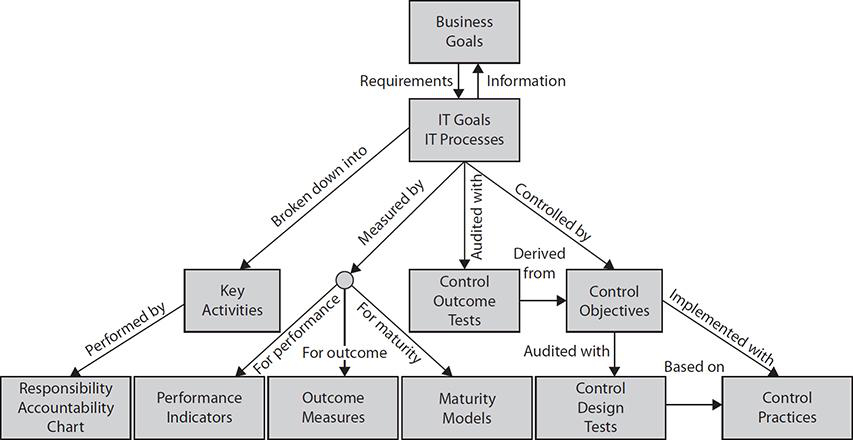 Business
Goals
Requirements
Information
IT Goals
IT Processes
Broken down into
Measured by
Audited with
Controlled by
Key
Activities
Control
Outcome
Tests
Derived
from
Control
Objectives
Performed by
For performance
For outcome
For maturity
Audited with
Implemented with
Based on
Responsibility
Accountability
Chart
Performance
Indicators
Outcome
Measures
Maturity
Models
Control
Design
Tests
Control
Practices